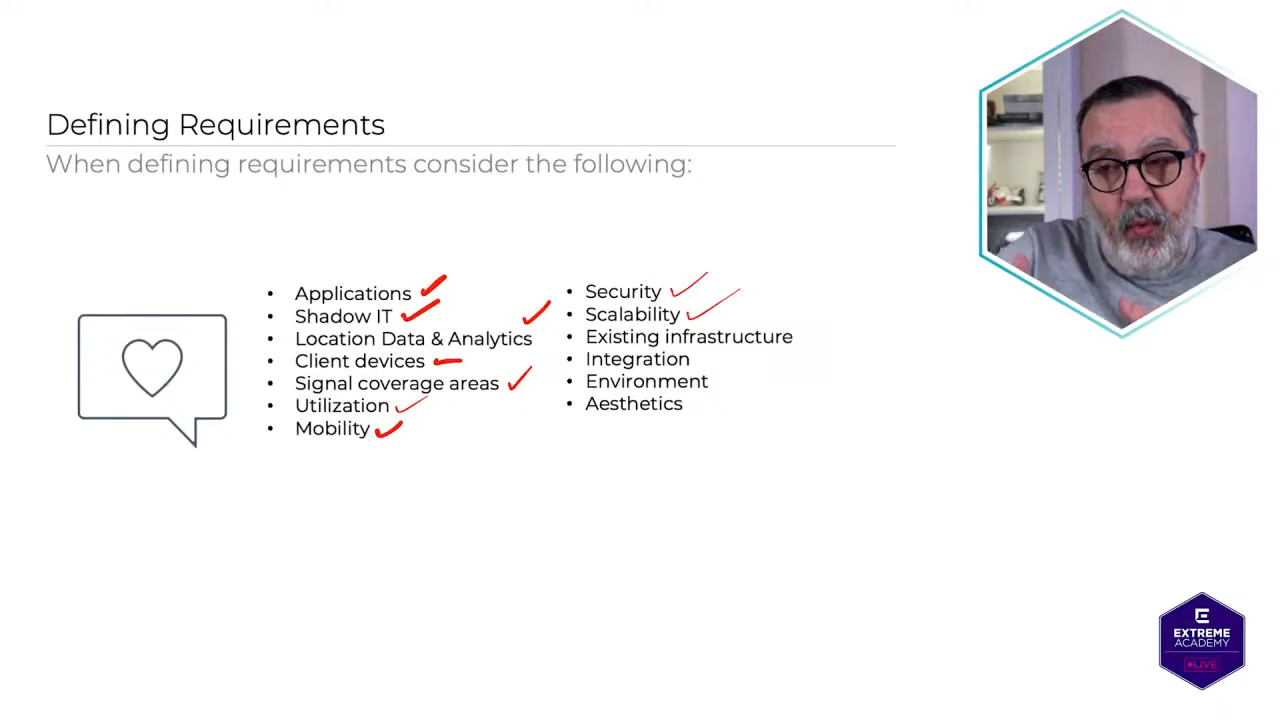 Defining Requirements
When defining requirements consider the following:
• Applications
• Shadow IT
• Location Data & Analytics
• Client devices
• Signal coverage areas
• Utilization
• Mobility
• Security
• Scalability
• Existing infrastructure
• Integration
• Environment
• Aesthetics
EXTREME
ACADEMY
LIVE